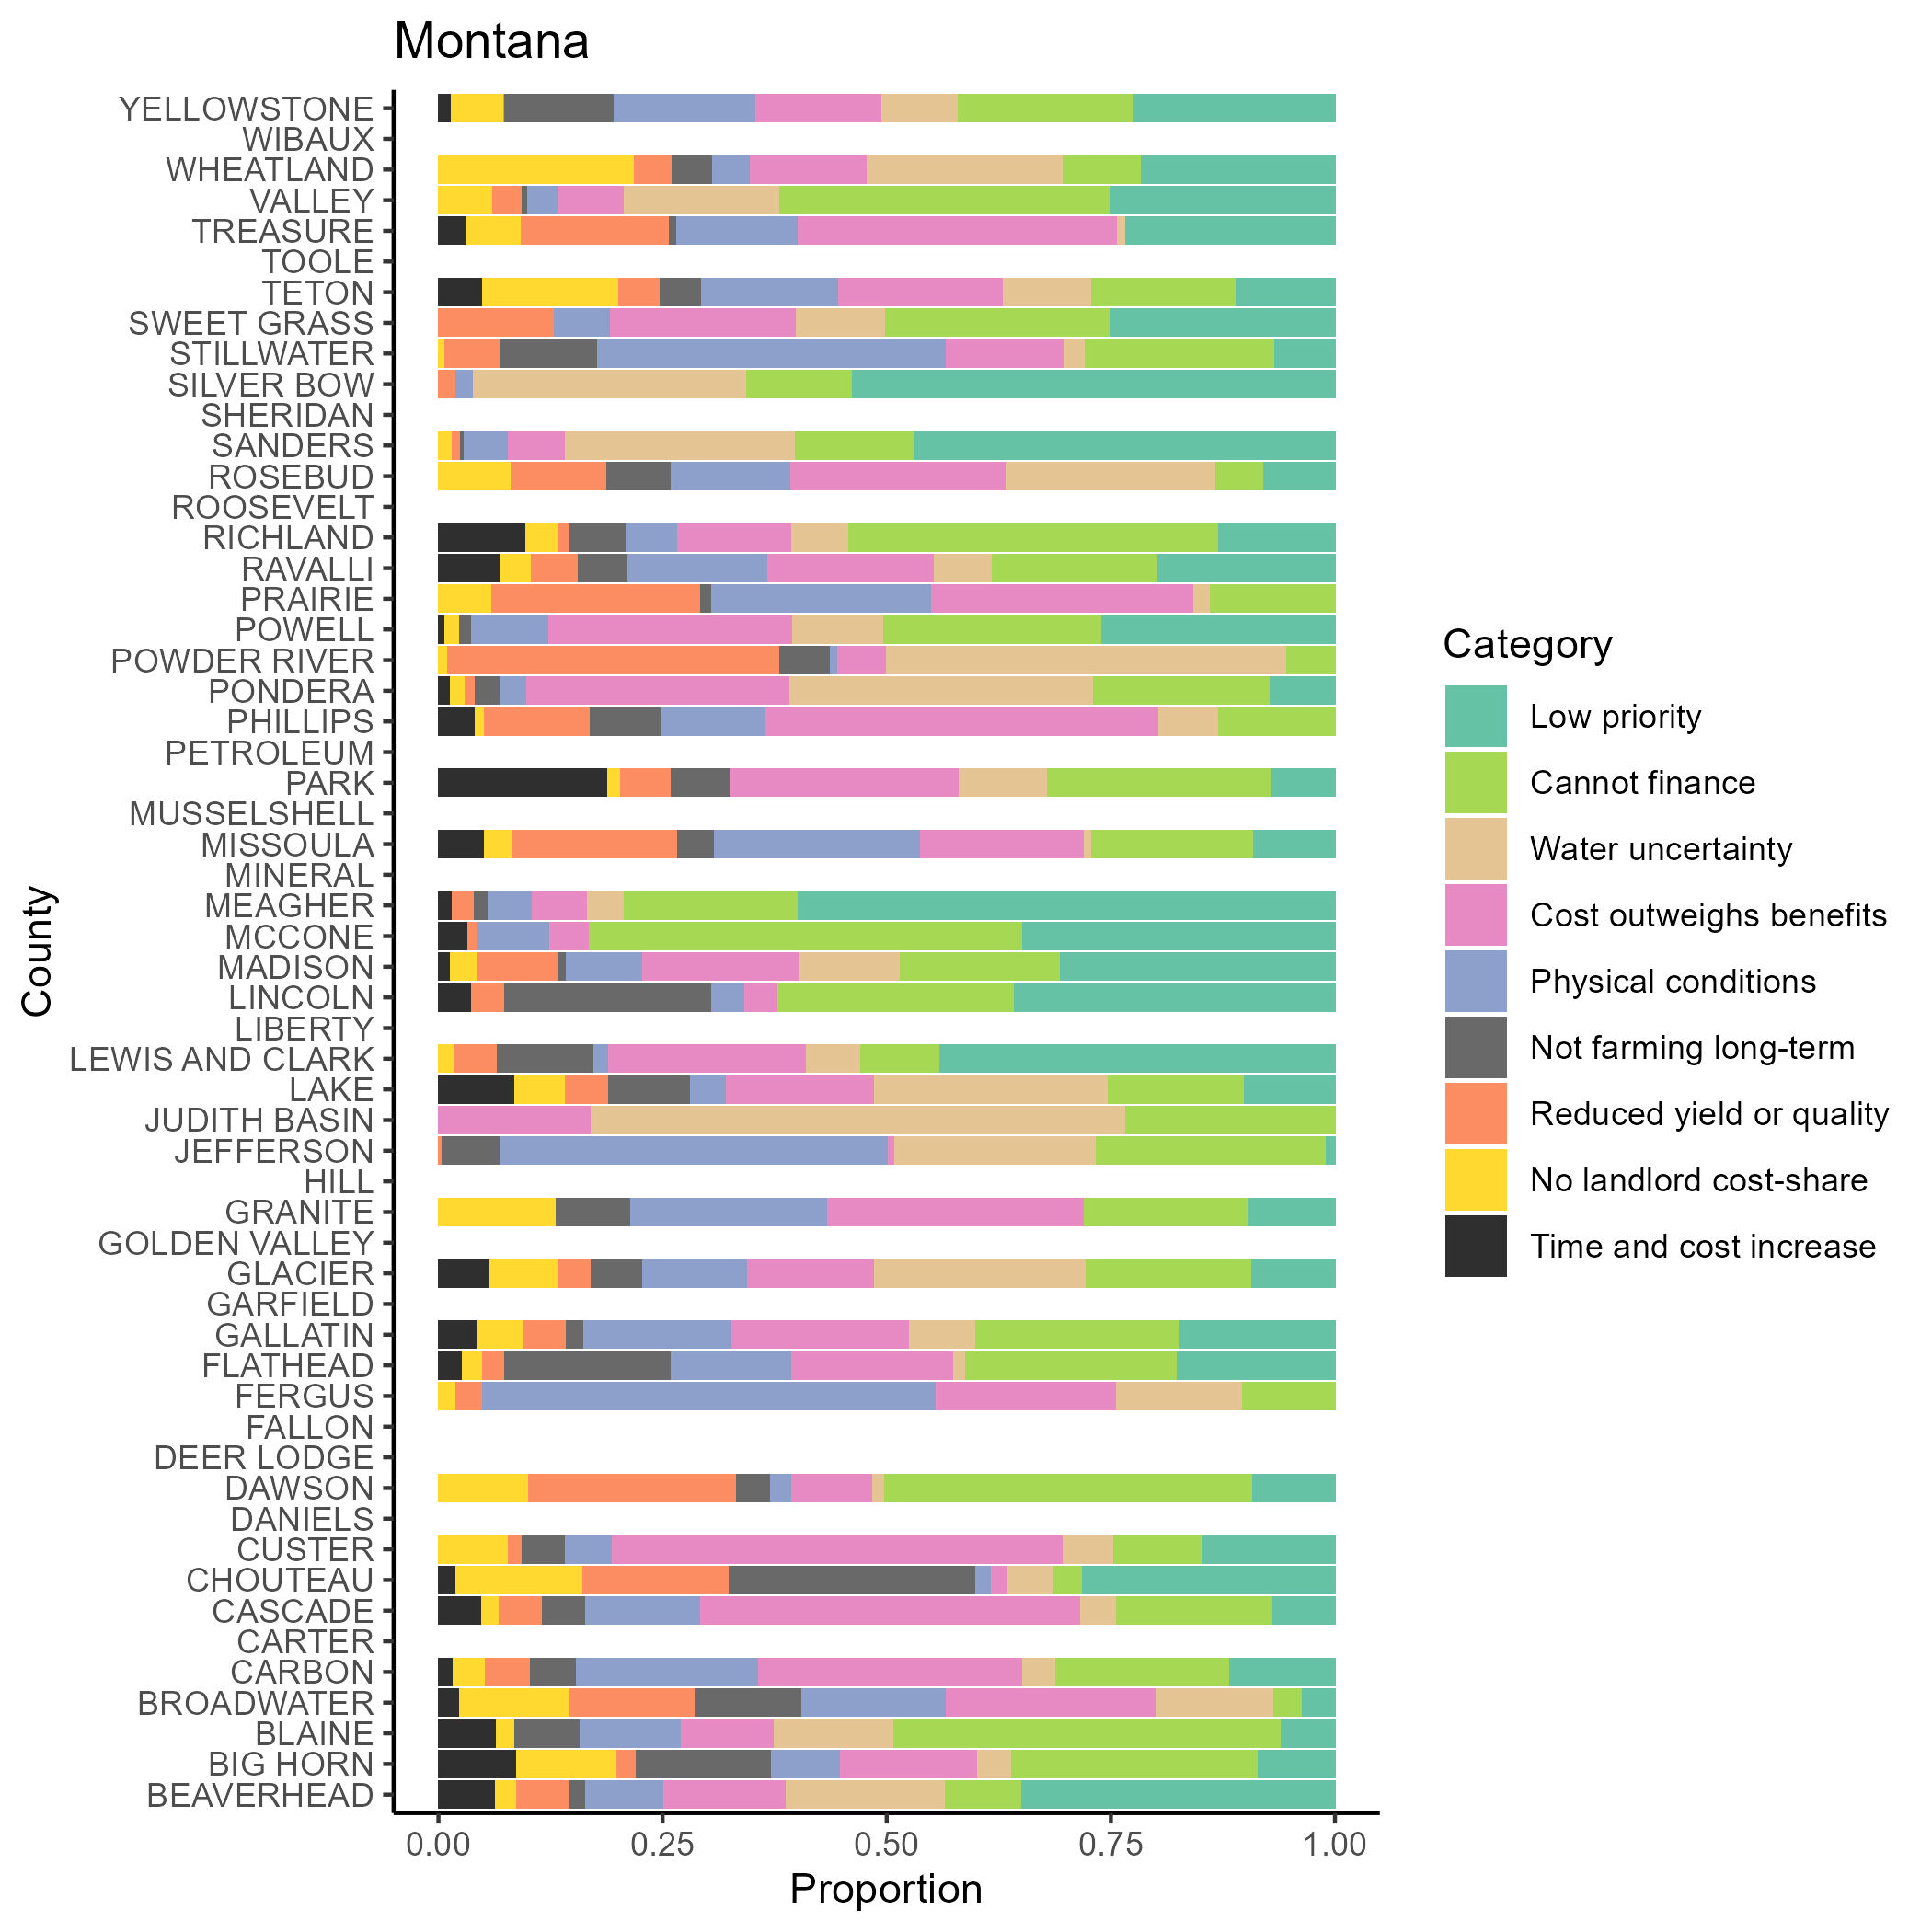 Montana
YELLOWSTONE
WIBAUX
WHEATLAND
VALLEY
TREASURE
TOOLE
TETON
SWEET GRASS
STILLWATER
SILVER BOW
SHERIDAN
SANDERS
ROSEBUD
ROOSEVELT
RICHLAND
RAVALLI
PRAIRIE
POWELL
POWDER RIVER
PONDERA
PHILLIPS
PETROLEUM
PARK
MUSSELSHELL
MISSOULA
MINERAL
MEAGHER
MCCONE
MADISON
LINCOLN
LIBERTY
LEWIS AND CLARK
LAKE
JUDITH BASIN
JEFFERSON
HILL
GRANITE
GOLDEN VALLEY
GLACIER
GARFIELD
GALLATIN
FLATHEAD
FERGUS
FALLON
DEER LODGE
DAWSON
DANIELS
CUSTER
CHOUTEAU
CASCADE
CARTER
CARBON
BROADWATER
BLAINE
BIG HORN
BEAVERHEAD
County
0.00 0.25 0.50 0.75 1.00
Proportion
Category
Low priority
Cannot finance
Water uncertainty
Cost outweighs benefits
Physical conditions
Not farming long-term
Reduced yield or quality
No landlord cost-share
Time and cost increase